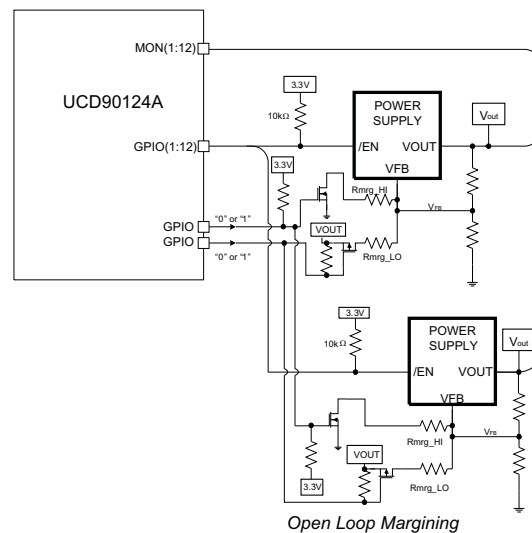 MON(1:12)
3.3V
UCD90124A
10kΩ
POWER
SUPPLY
Vout
GPIO(1:12)
/EN
VOUT
3.3V
VFB
Rmrg_HI
GPIO
"0" or "1"
VFB
GPIO
VOUT
"0" or "1"
Rmrg_LO
3.3V
POWER
SUPPLY
Vout
10kΩ
/EN
VOUT
VFB
Rmrg_HI
VFB
VOUT
3.3V
Rmrg_LO
Open Loop Margining